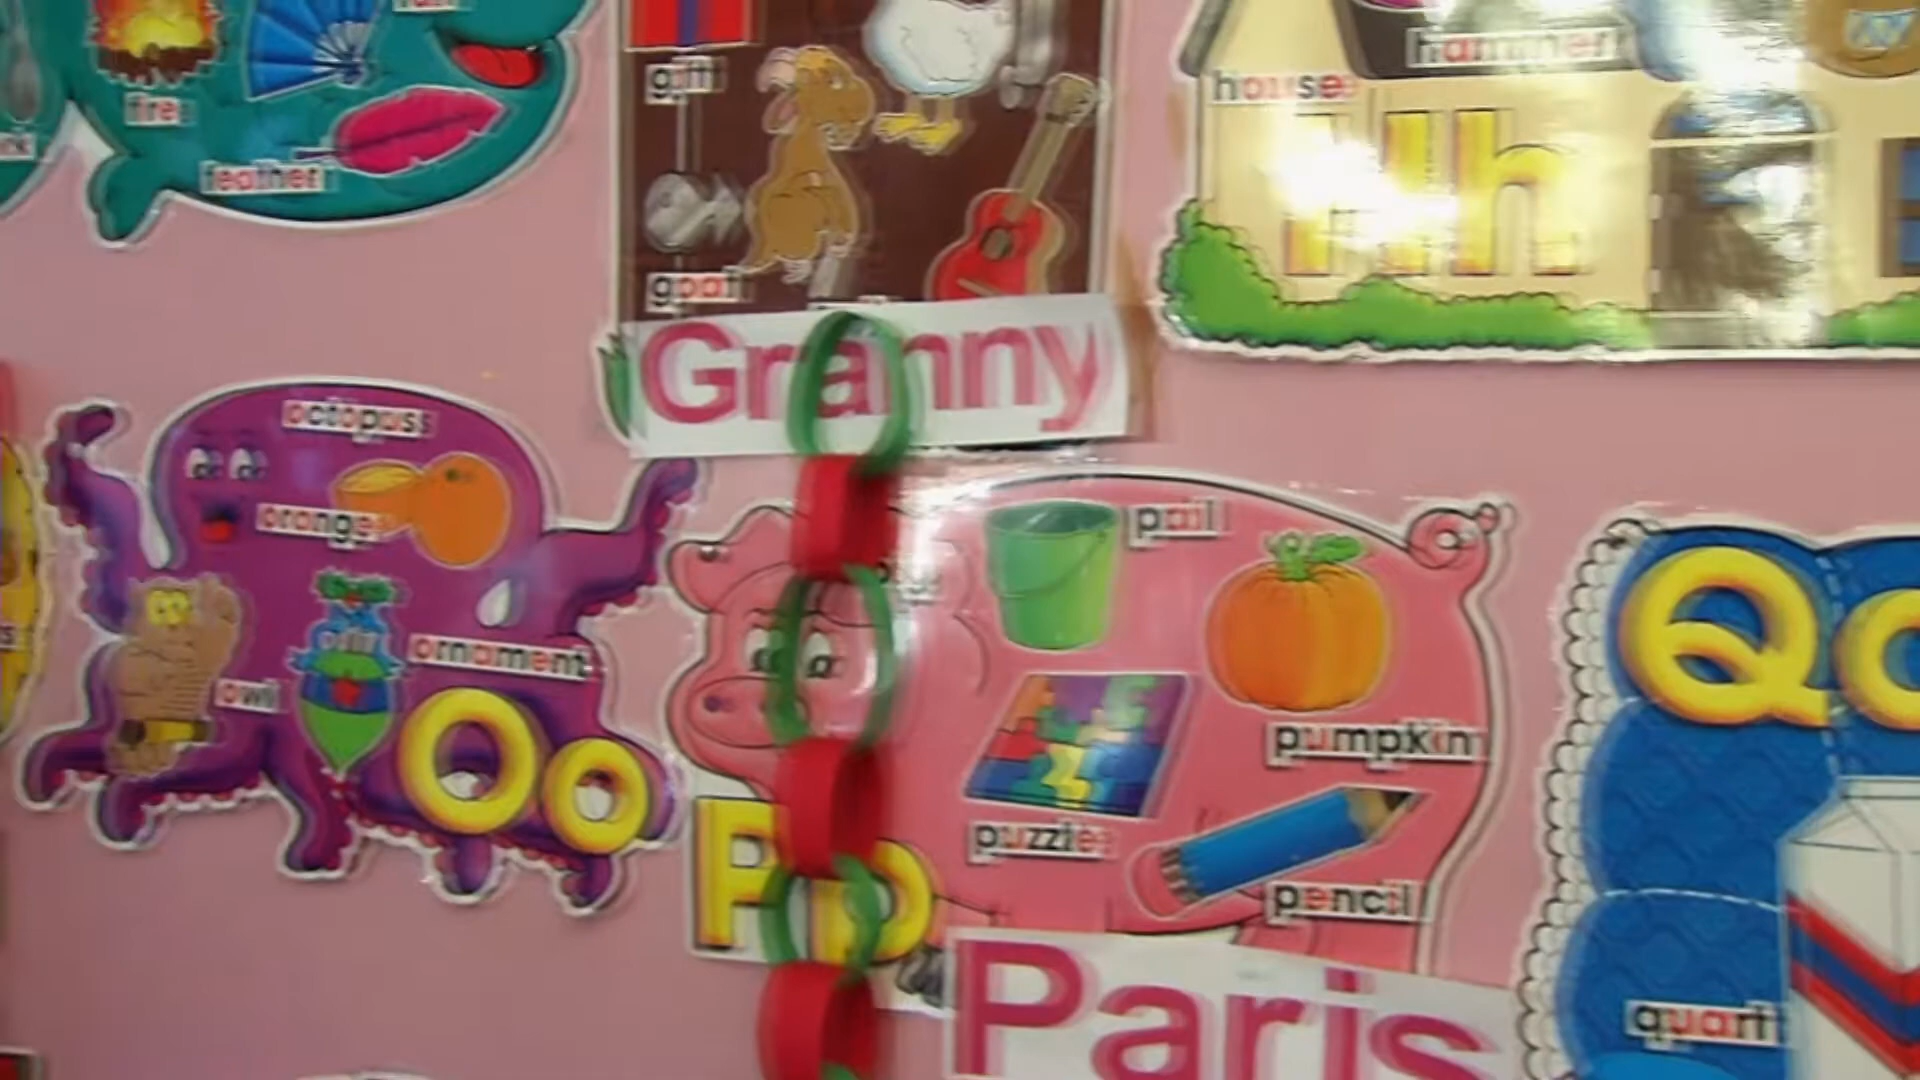 fire
feather
gift
goat
Granny
house
hammer
Hh
octopus
orange
owl
ornament
Oo
pail
pumpkin
puzzle
pencil
Pp
Paris
Qq
quart